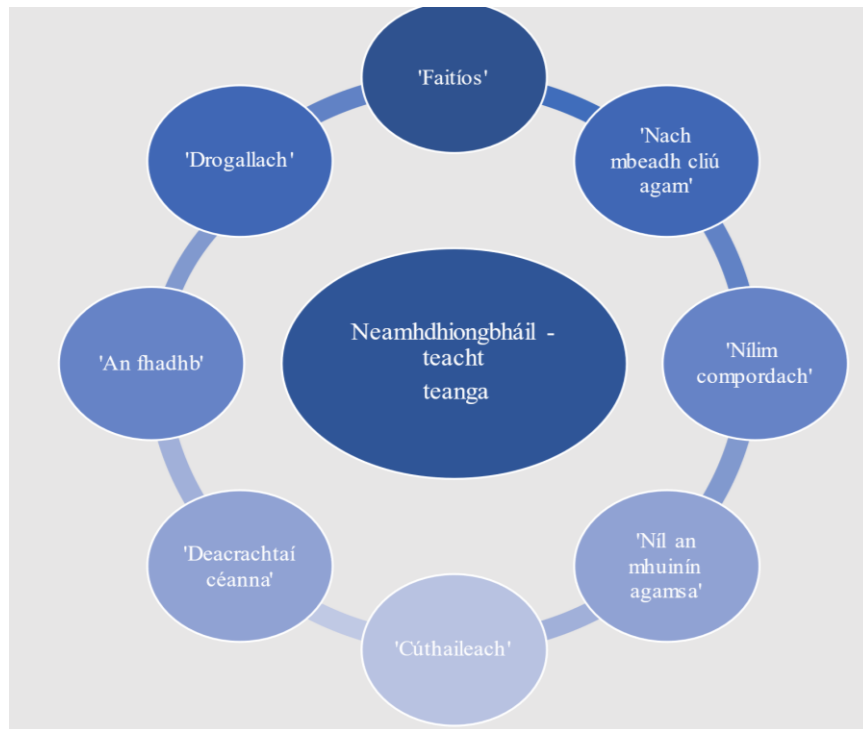 'Faitíos'
'Nach
mbeadh cliú
agam'
'Nílim
compordach'
'Níl an
mhuinín
agamsa'
'Cúthaileach'
'Deacrachtaí
céanna'
'An fhadhb'
'Drogallach'
Neamhdhiongbháil -
teacht
teanga